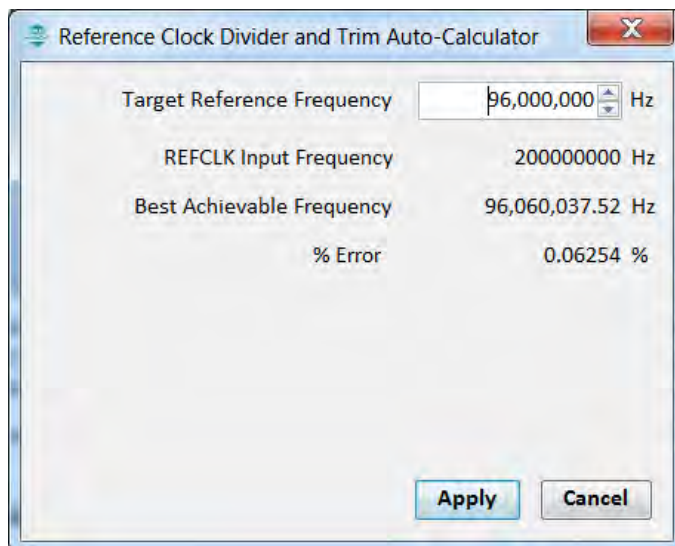 Reference Clock Divider and Trim Auto-Calculator
Target Reference Frequency 96,000,000 Hz
REFCLK Input Frequency 200000000 Hz
Best Achievable Frequency 96,060,037.52 Hz
% Error 0.06254 %
Apply Cancel